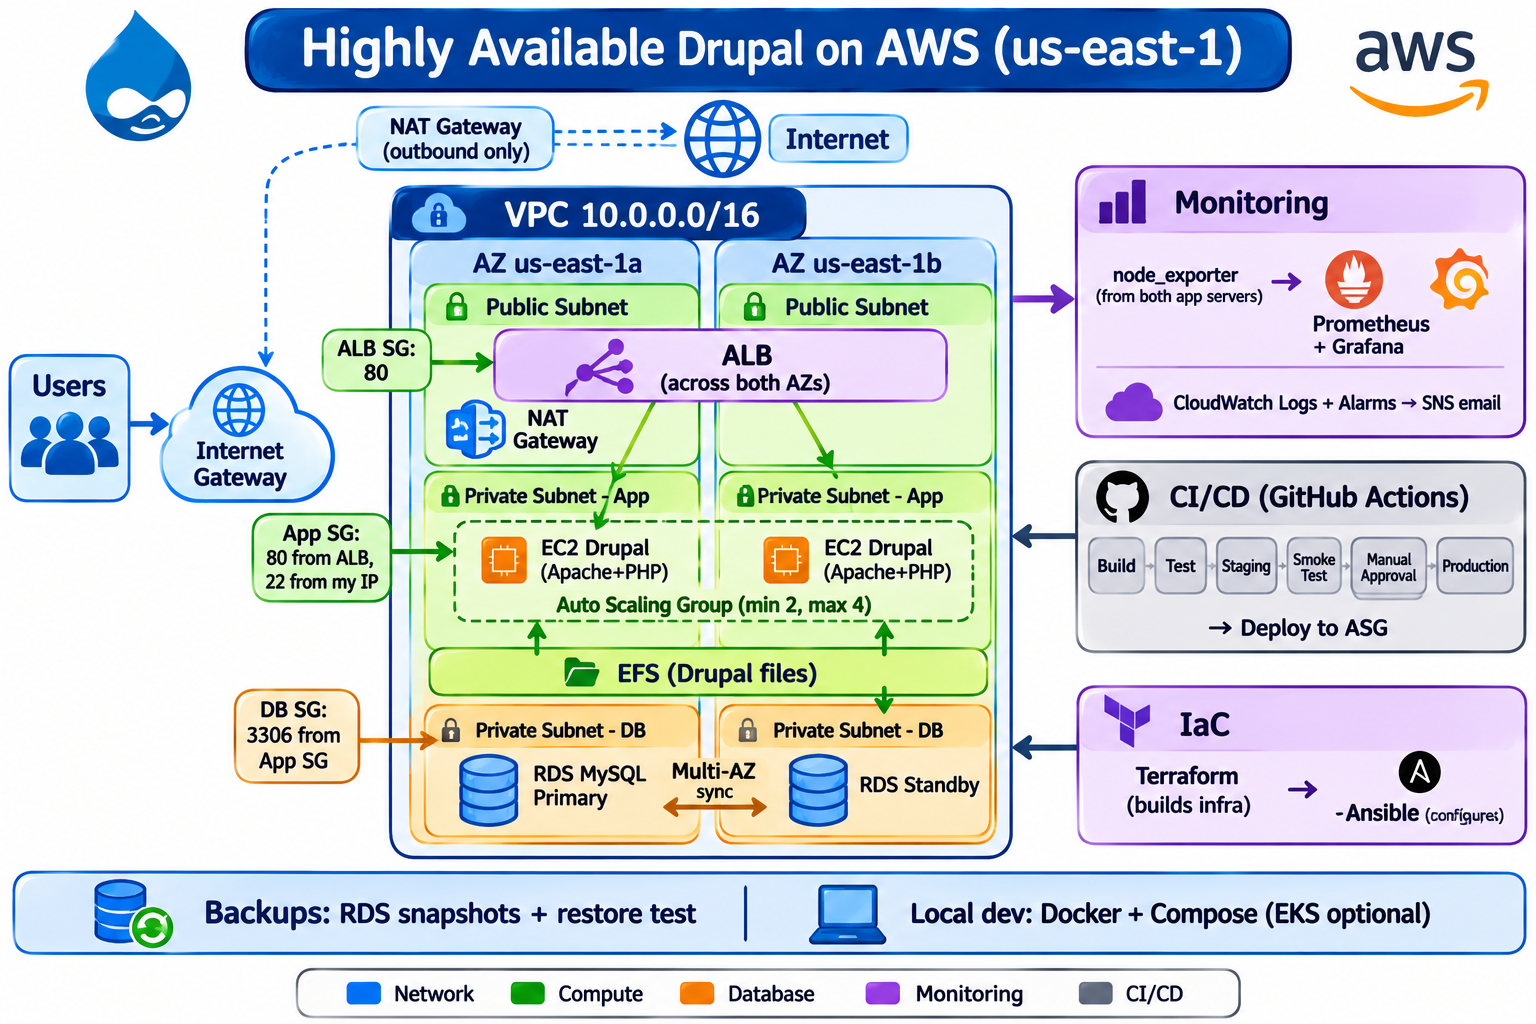 Highly Available Drupal on AWS (us-east-1)
aws
NAT Gateway
(outbound only)
Internet
VPC 10.0.0.0/16
AZ us-east-1a
AZ us-east-1b
Public Subnet
Public Subnet
ALB SG:
80
ALB
(across both AZs)
NAT
Gateway
Users
Internet
Gateway
Private Subnet - App
Private Subnet - App
App SG:
80 from ALB,
22 from my IP
EC2 Drupal
(Apache+PHP)
EC2 Drupal
(Apache+PHP)
Auto Scaling Group (min 2, max 4)
EFS (Drupal files)
DB SG:
3306 from
App SG
Private Subnet - DB
Private Subnet - DB
RDS MySQL
Primary
Multi-AZ
sync
RDS Standby
Monitoring
node_exporter
(from both app servers)
Prometheus
+ Grafana
CloudWatch Logs + Alarms → SNS email
CI/CD (GitHub Actions)
Build
Test
Staging
Smoke
Test
Manual
Approval
Production
→ Deploy to ASG
IaC
Terraform
(builds infra)
-Ansible (configures)
Backups: RDS snapshots + restore test
Local dev: Docker + Compose (EKS optional)
Network
Compute
Database
Monitoring
CI/CD